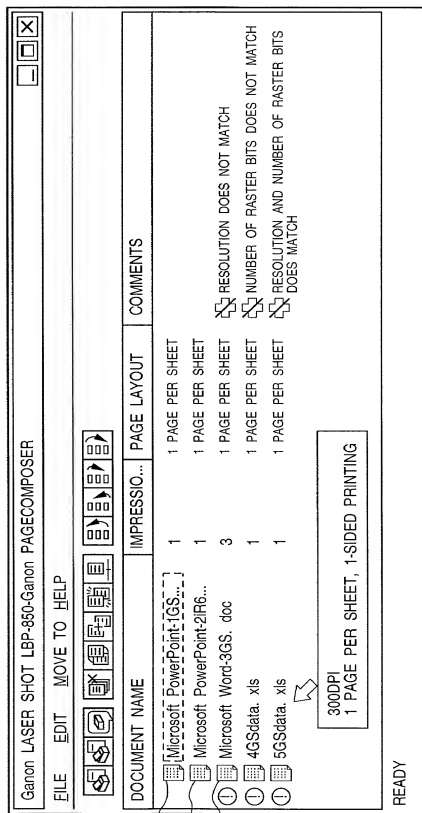 Ganon LASER SHOT LBP-850-Ganon PAGECOMPOSER
FILE EDIT MOVE TO HELP
DOCUMENT NAME IMPRESSIO... PAGE LAYOUT COMMENTS
Microsoft PowerPoint-1GS... 1 1 PAGE PER SHEET
Microsoft PowerPoint-2iR6... 1 1 PAGE PER SHEET
Microsoft Word-3GS. doc 3 1 PAGE PER SHEET RESOLUTION DOES NOT MATCH
4GSdata. xls 1 1 PAGE PER SHEET NUMBER OF RASTER BITS DOES NOT MATCH
5GSdata. xls 1 1 PAGE PER SHEET RESOLUTION AND NUMBER OF RASTER BITS
DOES MATCH
300DPI
1 PAGE PER SHEET, 1-SIDED PRINTING
READY